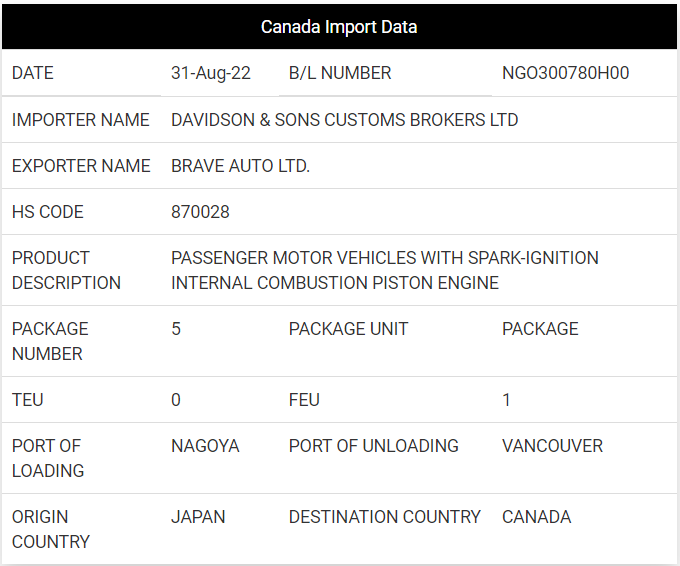 Canada Import Data
DATE 31-Aug-22 B/L NUMBER NGO300780H00
IMPORTER NAME DAVIDSON & SONS CUSTOMS BROKERS LTD
EXPORTER NAME BRAVE AUTO LTD.
HS CODE 870028
PRODUCT DESCRIPTION PASSENGER MOTOR VEHICLES WITH SPARK-IGNITION
INTERNAL COMBUSTION PISTON ENGINE
PACKAGE NUMBER 5 PACKAGE UNIT PACKAGE
TEU 0 FEU 1
PORT OF LOADING NAGOYA PORT OF UNLOADING VANCOUVER
ORIGIN COUNTRY JAPAN DESTINATION COUNTRY CANADA